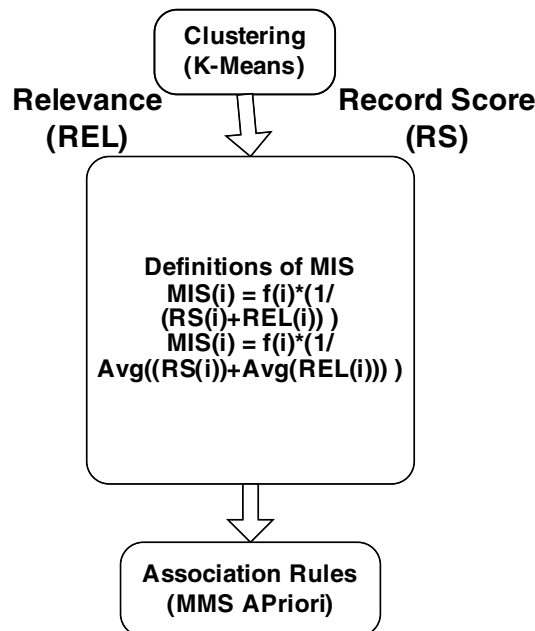 Clustering
(K-Means)
Relevance
(REL)
Record Score
(RS)
Definitions of MIS
MIS(i) = f(i)*(1/
(RS(i)+REL(i)) )
MIS(i) = f(i)*(1/
Avg((RS(i))+Avg(REL(i))) )
Association Rules
(MMS APriori)